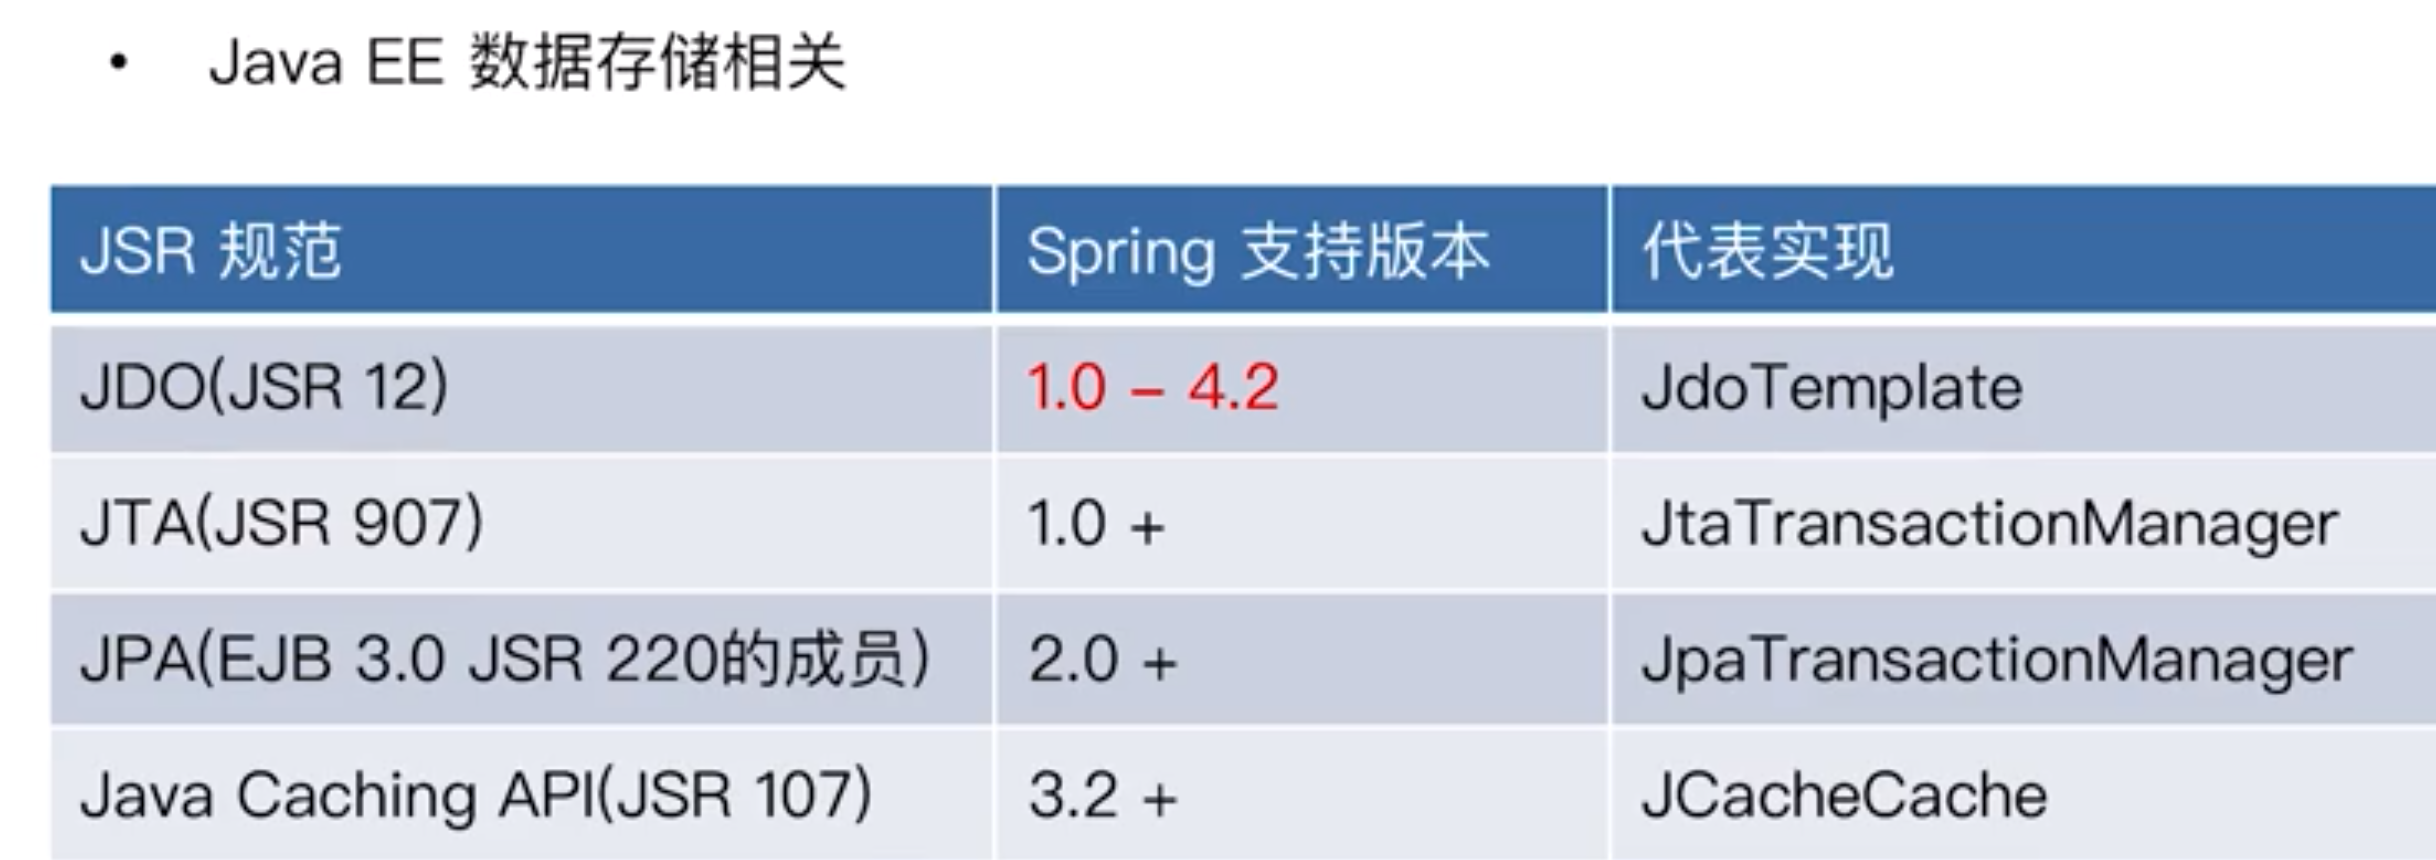 • Java EE 数据存储相关
JSR 规范 Spring 支持版本 代表实现
JDO(JSR 12) 1.0 – 4.2 JdoTemplate
JTA(JSR 907) 1.0 + JtaTransactionManager
JPA(EJB 3.0 JSR 220的成员) 2.0 + JpaTransactionManager
Java Caching API(JSR 107) 3.2 + JCacheCache